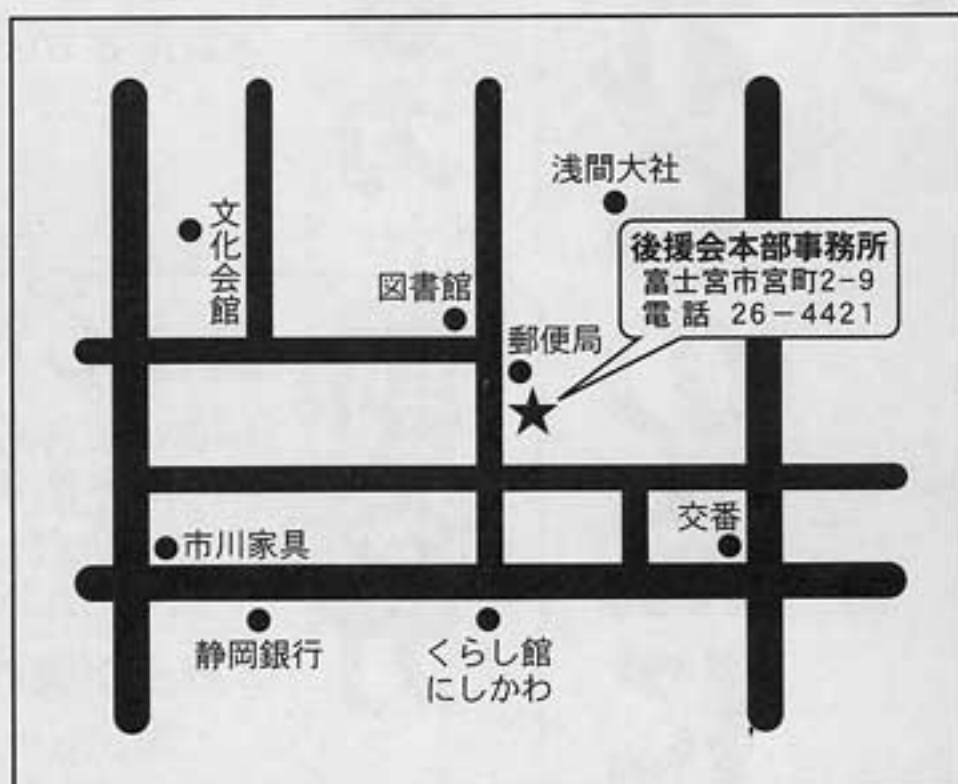 浅間大社
文化会館
後援会本部事務所
富士宮市宮町2-9
電話 26-4421
図書館
郵便局
交番
市川家具
静岡銀行
くらし館
にしかわ